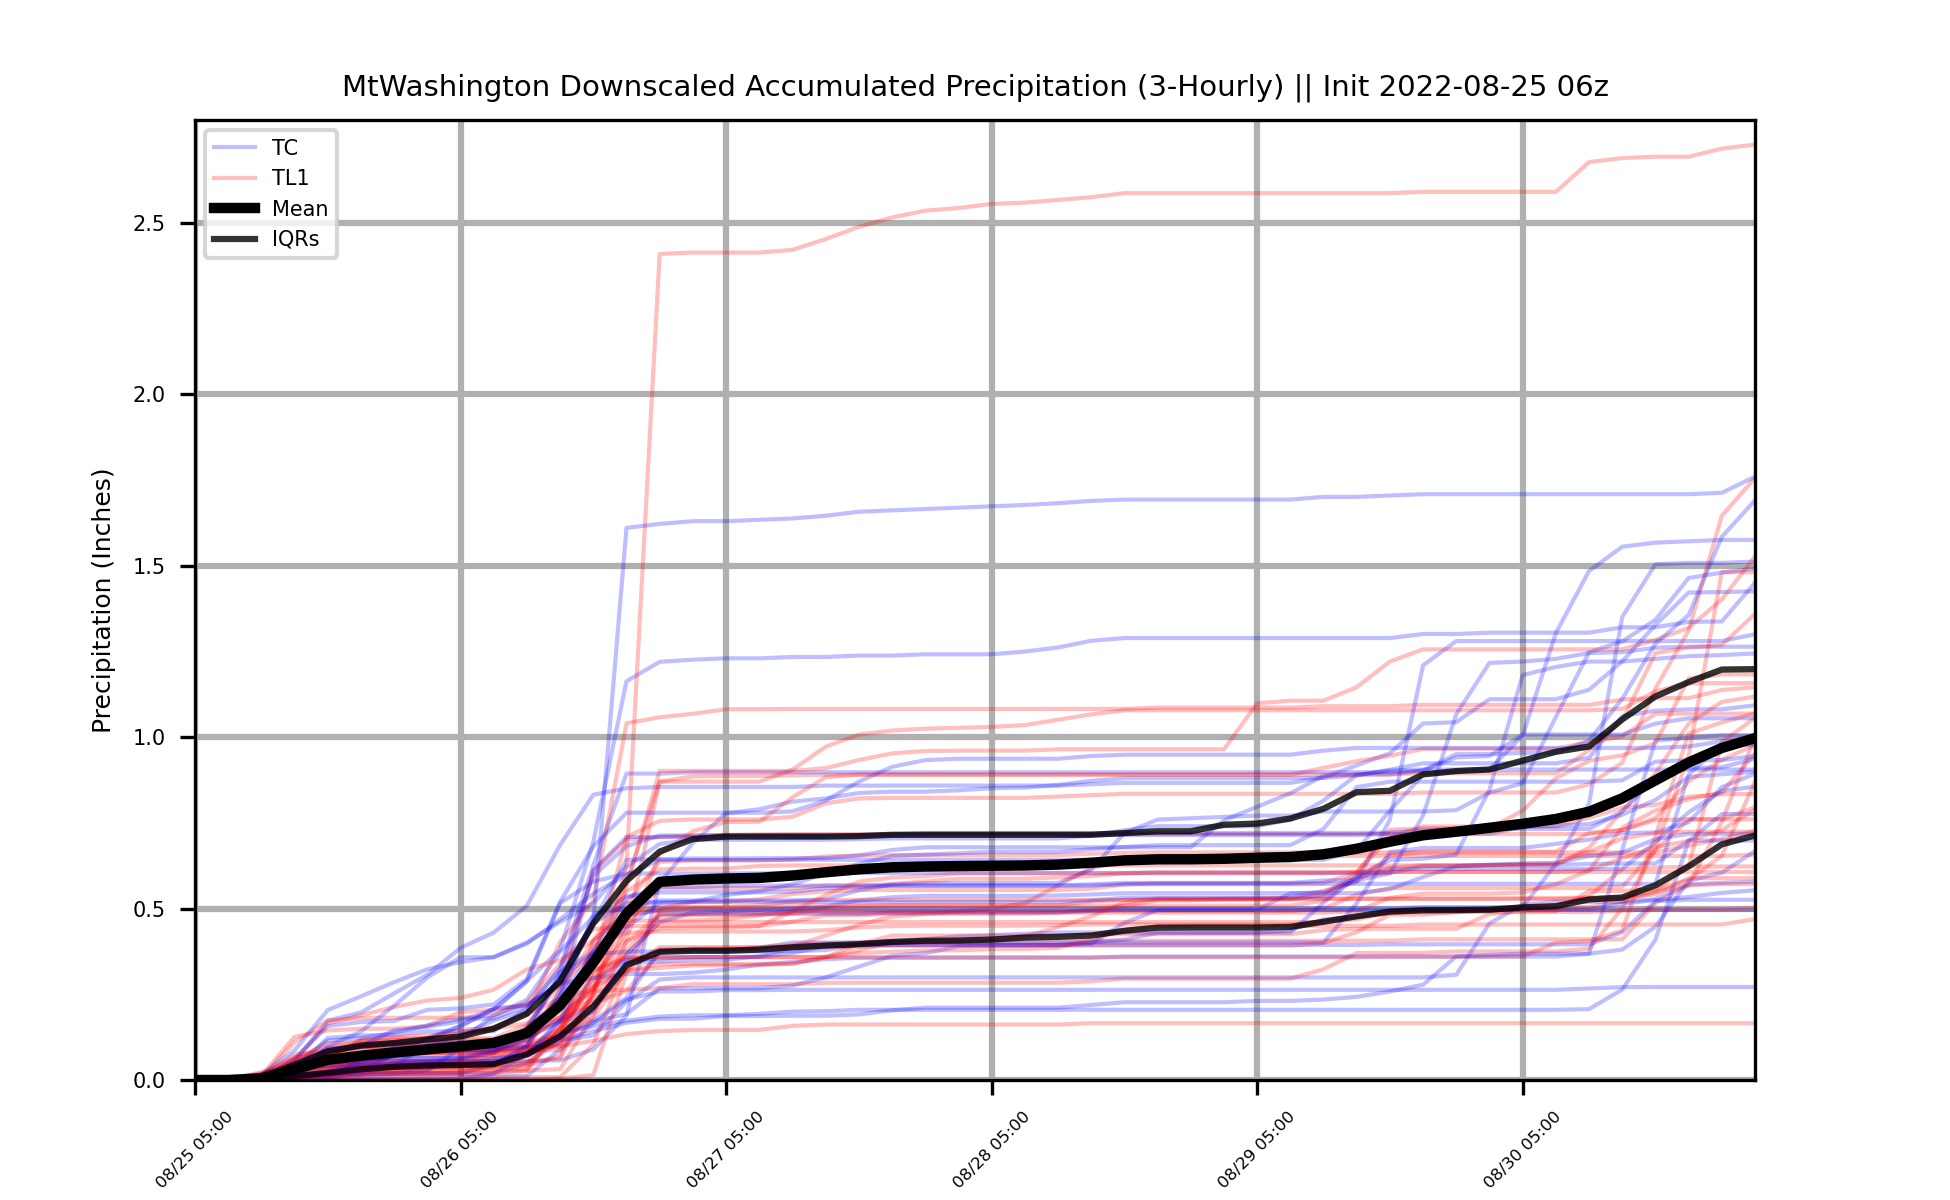 MtWashington Downscaled Accumulated Precipitation (3-Hourly) || Init 2022-08-25 06z
TC
TL1
Mean
IQRs
Precipitation (Inches)
2.5
2.0
1.5
1.0
0.5
0.0
08/25 05:00
08/26 05:00
08/27 05:00
08/28 05:00
08/29 05:00
08/30 05:00